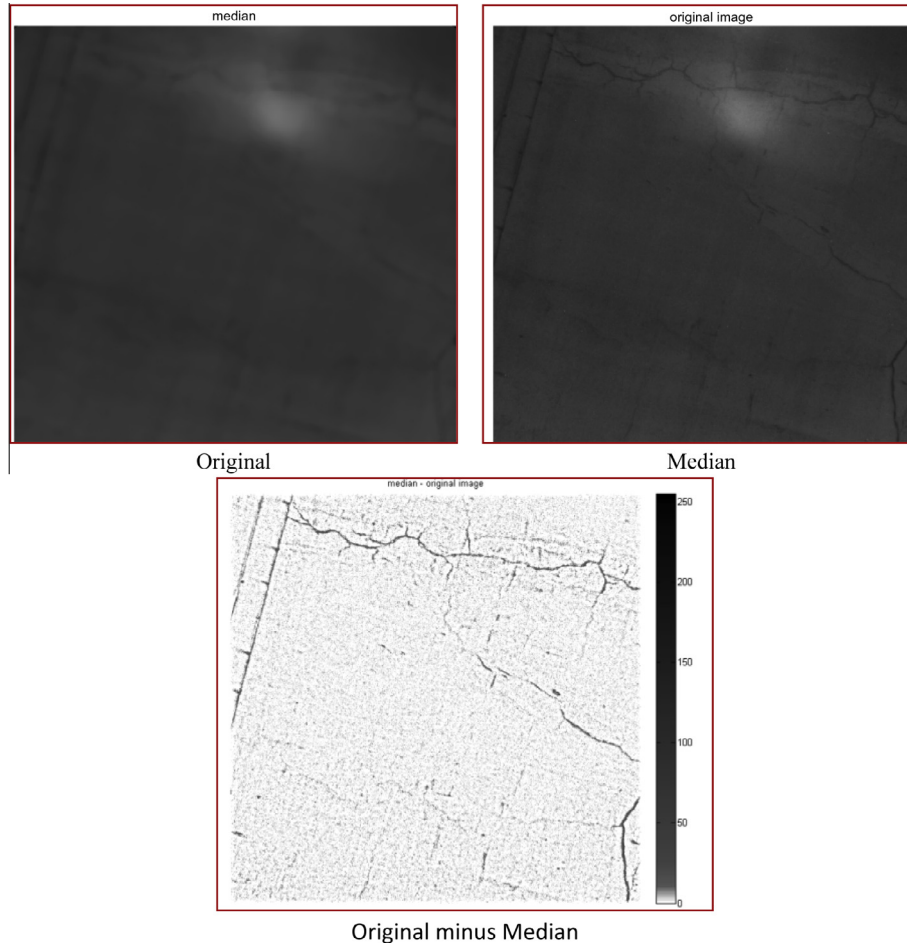 median
original image
Original
Median
median - original image
250
200
150
100
50
0
Original minus Median